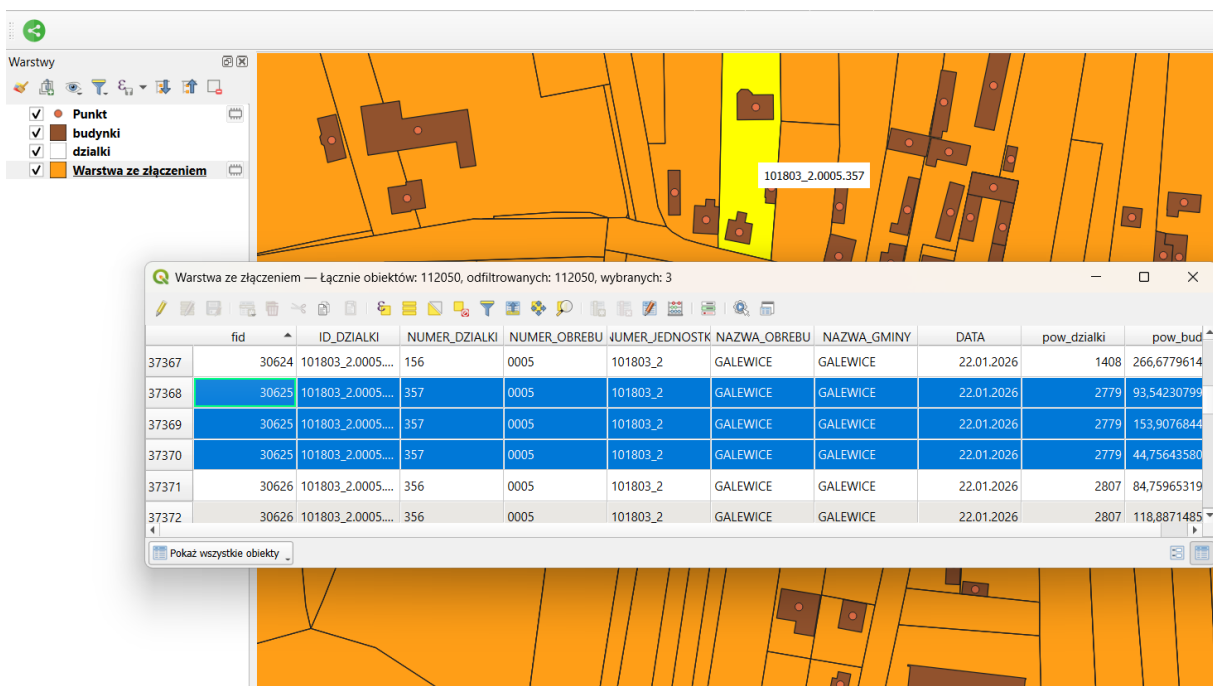 Warstwy
Punkt
budynki
dzialki
Warstwa ze złączeniem
101803_2.0005.357
Warstwa ze złączeniem — Łącznie obiektów: 112050, odfiltrowanych: 112050, wybranych: 3
fid ID_DZIALKI NUMER_DZIALKI NUMER_OBREBU NUMER_JEDNOSTK NAZWA_OBREBU NAZWA_GMINY DATA pow_dzialki pow_bud
37367 30624 101803_2.0005.... 156 0005 101803_2 GALEWICE GALEWICE 22.01.2026 1408 266,6779614
37368 30625 101803_2.0005.... 357 0005 101803_2 GALEWICE GALEWICE 22.01.2026 2779 93,54230799
37369 30625 101803_2.0005.... 357 0005 101803_2 GALEWICE GALEWICE 22.01.2026 2779 153,9076844
37370 30625 101803_2.0005.... 357 0005 101803_2 GALEWICE GALEWICE 22.01.2026 2779 44,75643580
37371 30626 101803_2.0005.... 356 0005 101803_2 GALEWICE GALEWICE 22.01.2026 2807 84,75965319
37372 30626 101803_2.0005.... 356 0005 101803_2 GALEWICE GALEWICE 22.01.2026 2807 118,8871485
Pokaż wszystkie obiekty